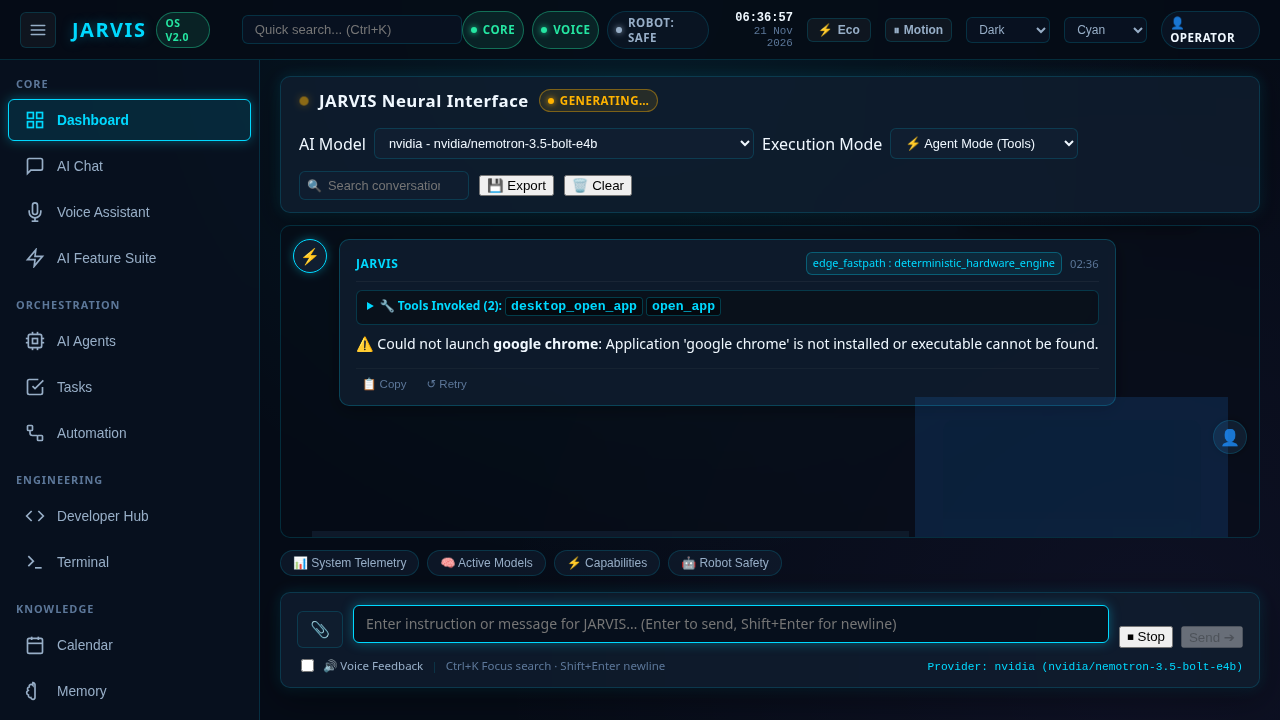 JARVIS
OS V2.0
Quick search... (Ctrl+K)
CORE
VOICE
ROBOT: SAFE
06:36:57
21 Nov 2026
⚡ Eco
Motion
Dark
Cyan
👤 OPERATOR
CORE
Dashboard
AI Chat
Voice Assistant
AI Feature Suite
ORCHESTRATION
AI Agents
Tasks
Automation
ENGINEERING
Developer Hub
Terminal
KNOWLEDGE
Calendar
Memory
JARVIS Neural Interface
GENERATING...
AI Model
nvidia - nvidia/nemotron-3.5-bolt-e4b
Execution Mode
⚡ Agent Mode (Tools)
🔍 Search conversation
💾 Export
🗑️ Clear
JARVIS
edge_fastpath : deterministic_hardware_engine
02:36
🔧 Tools Invoked (2): desktop_open_app open_app
⚠️ Could not launch google chrome: Application 'google chrome' is not installed or executable cannot be found.
📋 Copy
↺ Retry
📊 System Telemetry
🧠 Active Models
⚡ Capabilities
🤖 Robot Safety
Enter instruction or message for JARVIS... (Enter to send, Shift+Enter for newline)
■ Stop
Send ➔
🔊 Voice Feedback
Ctrl+K Focus search · Shift+Enter newline
Provider: nvidia (nvidia/nemotron-3.5-bolt-e4b)